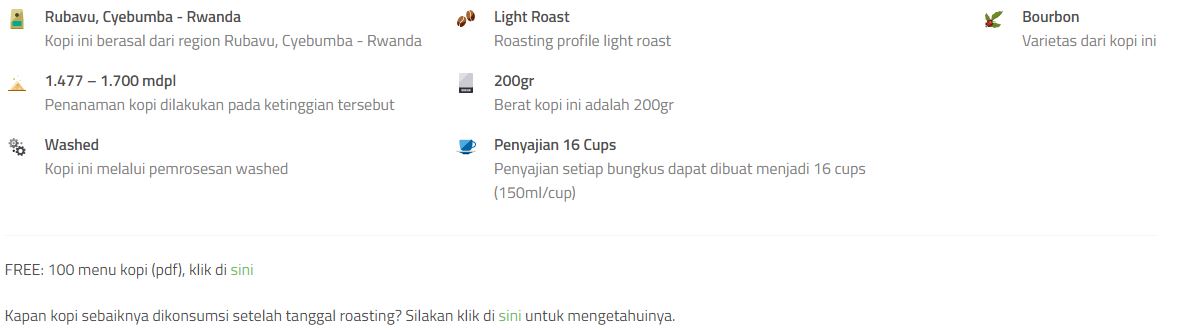 Rubavu, Cyebumba - Rwanda
Kopi ini berasal dari region Rubavu, Cyebumba - Rwanda
1.477 – 1.700 mdpl
Penanaman kopi dilakukan pada ketinggian tersebut
Washed
Kopi ini melalui pemrosesan washed
Light Roast
Roasting profile light roast
200gr
Berat kopi ini adalah 200gr
Penyajian 16 Cups
Penyajian setiap bungkus dapat dibuat menjadi 16 cups
(150ml/cup)
Bourbon
Varietas dari kopi ini
FREE: 100 menu kopi (pdf), klik di sini
Kapan kopi sebaiknya dikonsumsi setelah tanggal roasting? Silakan klik di sini untuk mengetahuinya.